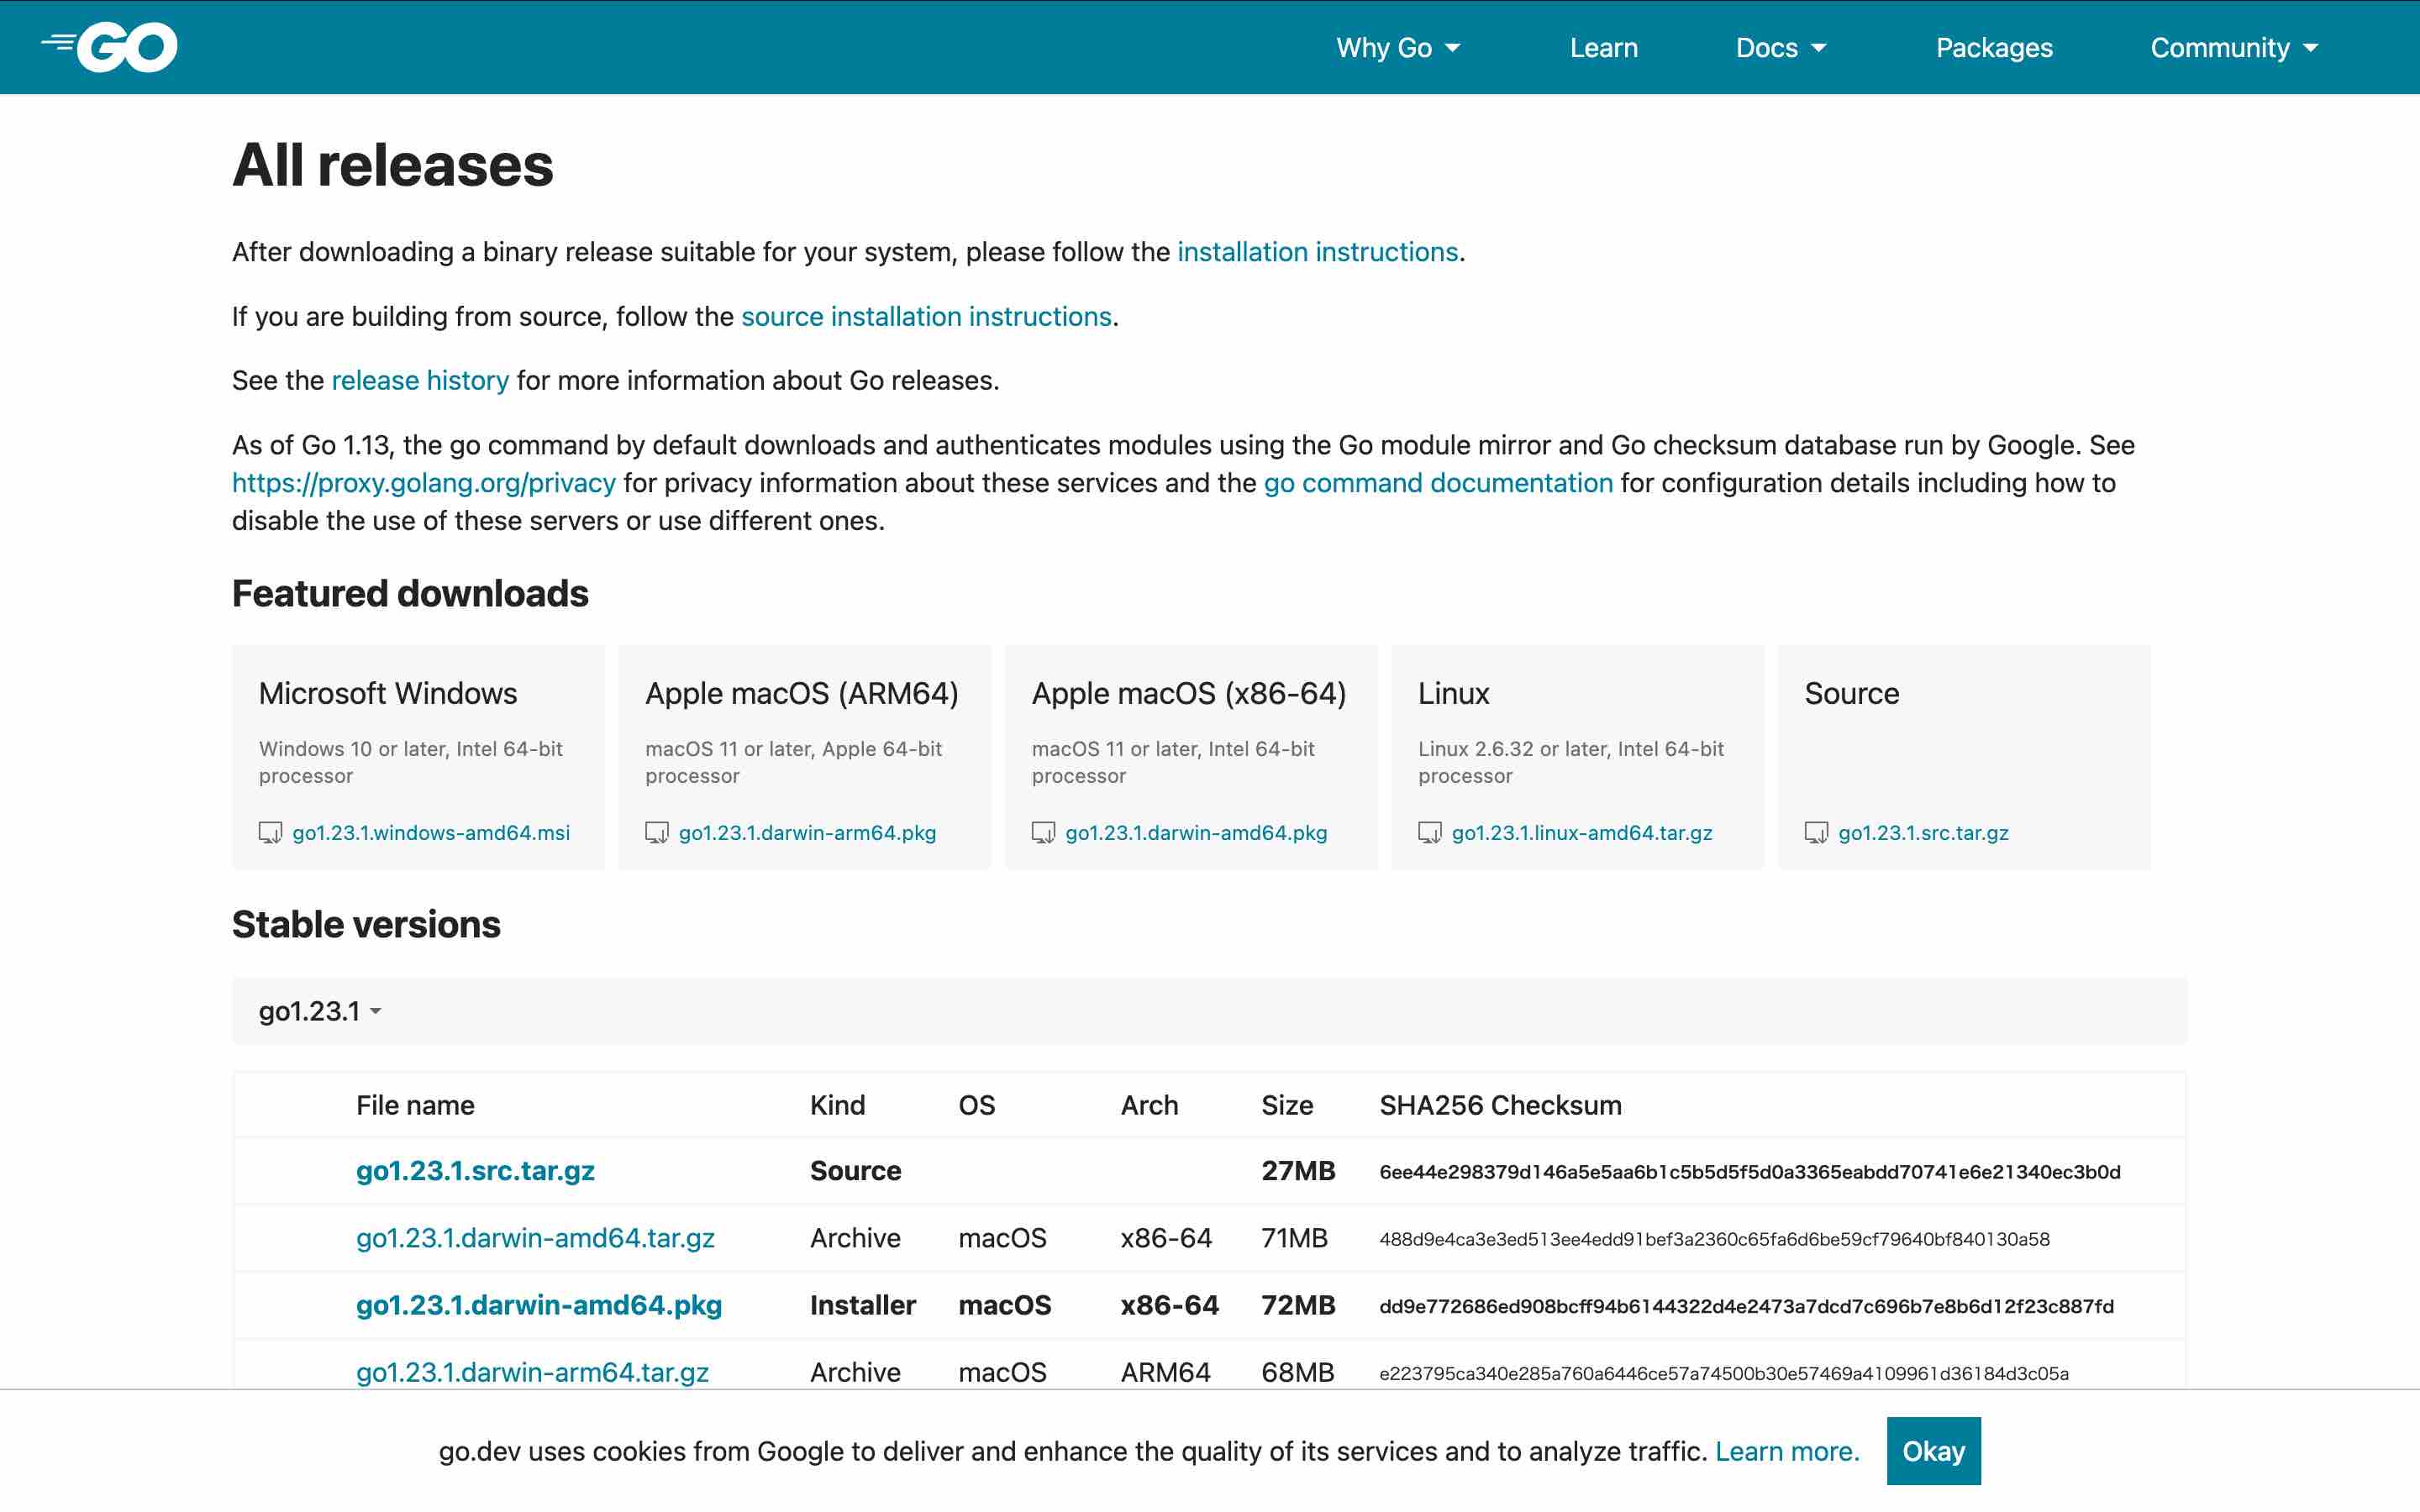 GO
Why Go
Learn
Docs
Packages
Community
All releases
After downloading a binary release suitable for your system, please follow the installation instructions.
If you are building from source, follow the source installation instructions.
See the release history for more information about Go releases.
As of Go 1.13, the go command by default downloads and authenticates modules using the Go module mirror and Go checksum database run by Google. See
https://proxy.golang.org/privacy for privacy information about these services and the go command documentation for configuration details including how to
disable the use of these servers or use different ones.
Featured downloads
Microsoft Windows
Windows 10 or later, Intel 64-bit
processor
go1.23.1.windows-amd64.msi
Apple macOS (ARM64)
macOS 11 or later, Apple 64-bit
processor
go1.23.1.darwin-arm64.pkg
Apple macOS (x86-64)
macOS 11 or later, Intel 64-bit
processor
go1.23.1.darwin-amd64.pkg
Linux
Linux 2.6.32 or later, Intel 64-bit
processor
go1.23.1.linux-amd64.tar.gz
Source
go1.23.1.src.tar.gz
Stable versions
go1.23.1
File name Kind OS Arch Size SHA256 Checksum
go1.23.1.src.tar.gz Source 27MB 6ee44e298379d146a5e5aa6b1c5b5d5f5d0a3365eabdd70741e6e21340ec3b0d
go1.23.1.darwin-amd64.tar.gz Archive macOS x86-64 71MB 488d9e4ca3e3ed513ee4edd91bef3a2360c65fa6d6be59cf79640bf840130a58
go1.23.1.darwin-amd64.pkg Installer macOS x86-64 72MB dd9e772686ed908bcff94b6144322d4e2473a7dcd7c696b7e8b6d12f23c887fd
go1.23.1.darwin-arm64.tar.gz Archive macOS ARM64 68MB e223795ca340e285a760a6446ce57a74500b30e57469a4109961d36184d3c05a
go.dev uses cookies from Google to deliver and enhance the quality of its services and to analyze traffic. Learn more.
Okay